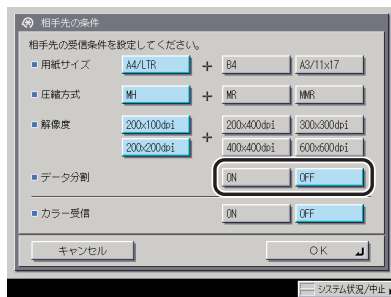 相手先の条件
相手先の受信条件を設定してください。
■ 用紙サイズ A4/LTR + B4 A3/11x17
■ 圧縮方式 MH + MR MMR
■ 解像度 200x100dpi + 200x400dpi 300x300dpi
200x200dpi 400x400dpi 600x600dpi
■ データ分割 ON OFF
■ カラー受信 ON OFF
キャンセル OK
システム状況/中止